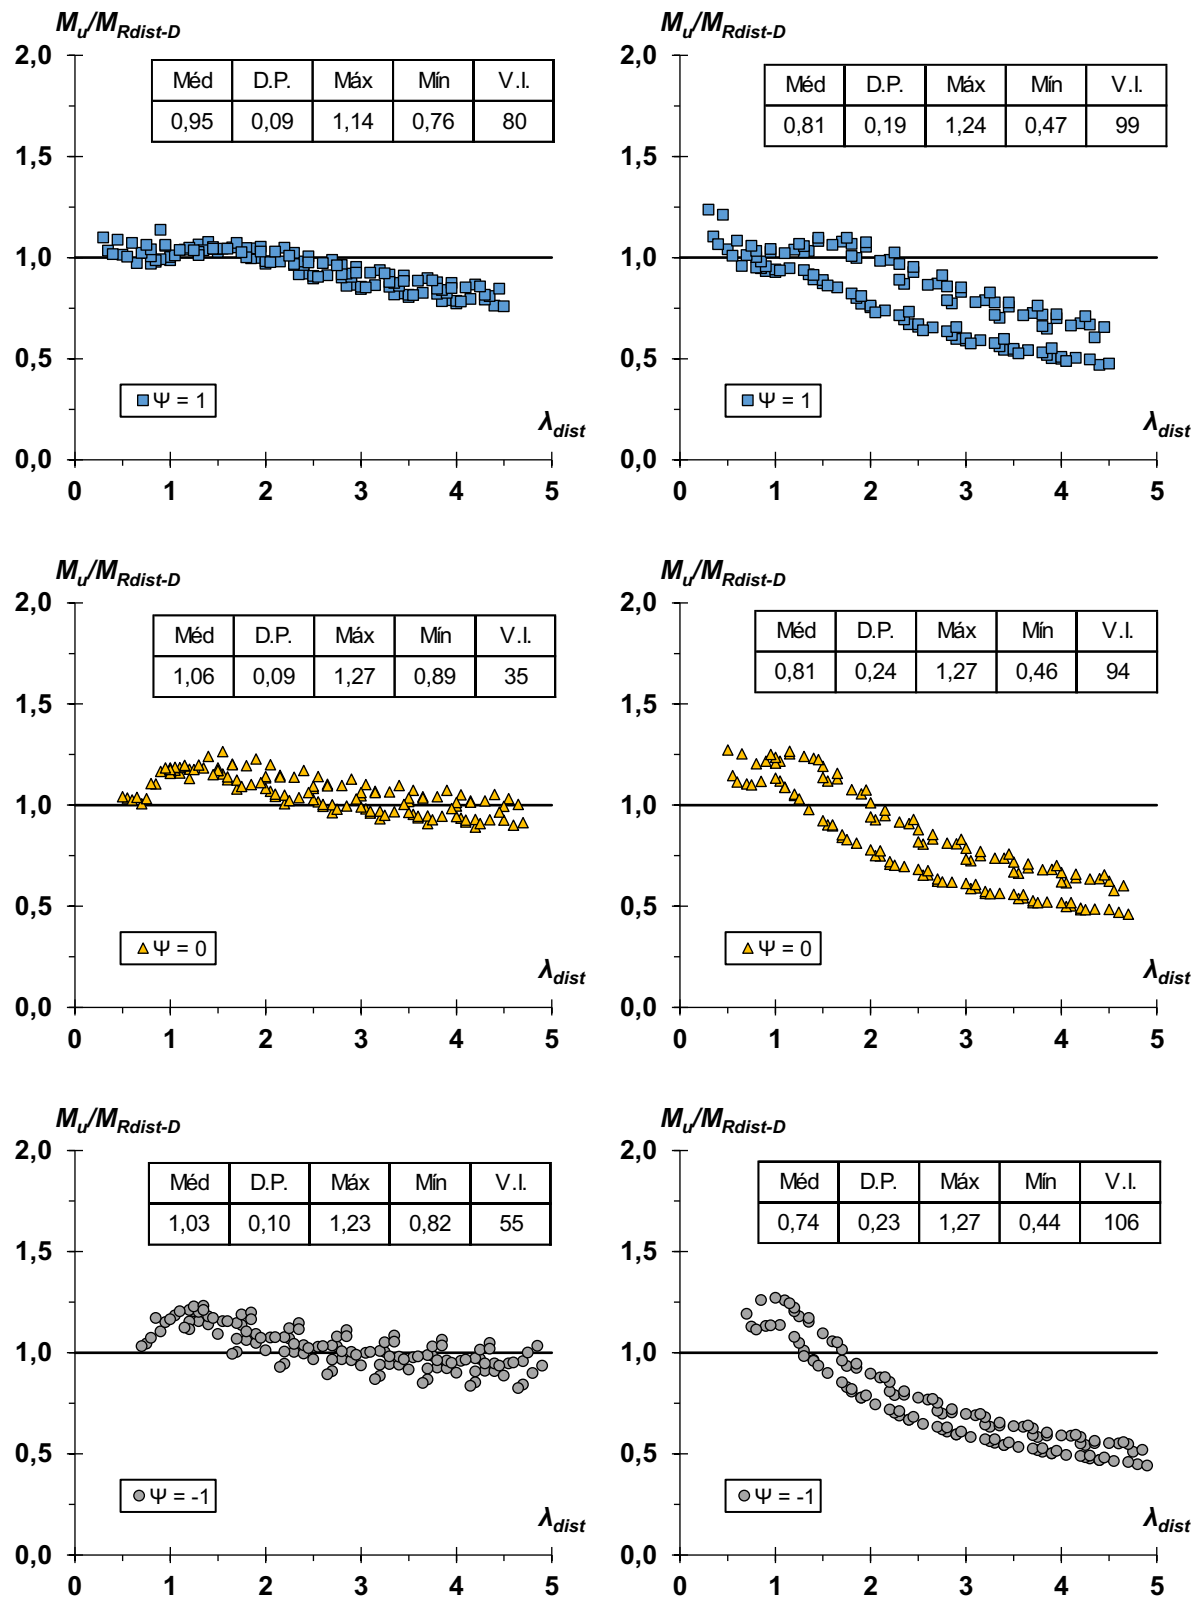 Mu/MRdist-D
2,0
Méd D.P. Máx Mín V.I.
0,95 0,09 1,14 0,76 80
1,5
1,0
0,5
Ψ = 1
λdist
0,0
0 1 2 3 4 5
Mu/MRdist-D
2,0
Méd D.P. Máx Mín V.I.
0,81 0,19 1,24 0,47 99
1,5
1,0
0,5
Ψ = 1
λdist
0,0
0 1 2 3 4 5
Mu/MRdist-D
2,0
Méd D.P. Máx Mín V.I.
1,06 0,09 1,27 0,89 35
1,5
1,0
0,5
Ψ = 0
λdist
0,0
0 1 2 3 4 5
Mu/MRdist-D
2,0
Méd D.P. Máx Mín V.I.
0,81 0,24 1,27 0,46 94
1,5
1,0
0,5
Ψ = 0
λdist
0,0
0 1 2 3 4 5
Mu/MRdist-D
2,0
Méd D.P. Máx Mín V.I.
1,03 0,10 1,23 0,82 55
1,5
1,0
0,5
Ψ = -1
λdist
0,0
0 1 2 3 4 5
Mu/MRdist-D
2,0
Méd D.P. Máx Mín V.I.
0,74 0,23 1,27 0,44 106
1,5
1,0
0,5
Ψ = -1
λdist
0,0
0 1 2 3 4 5